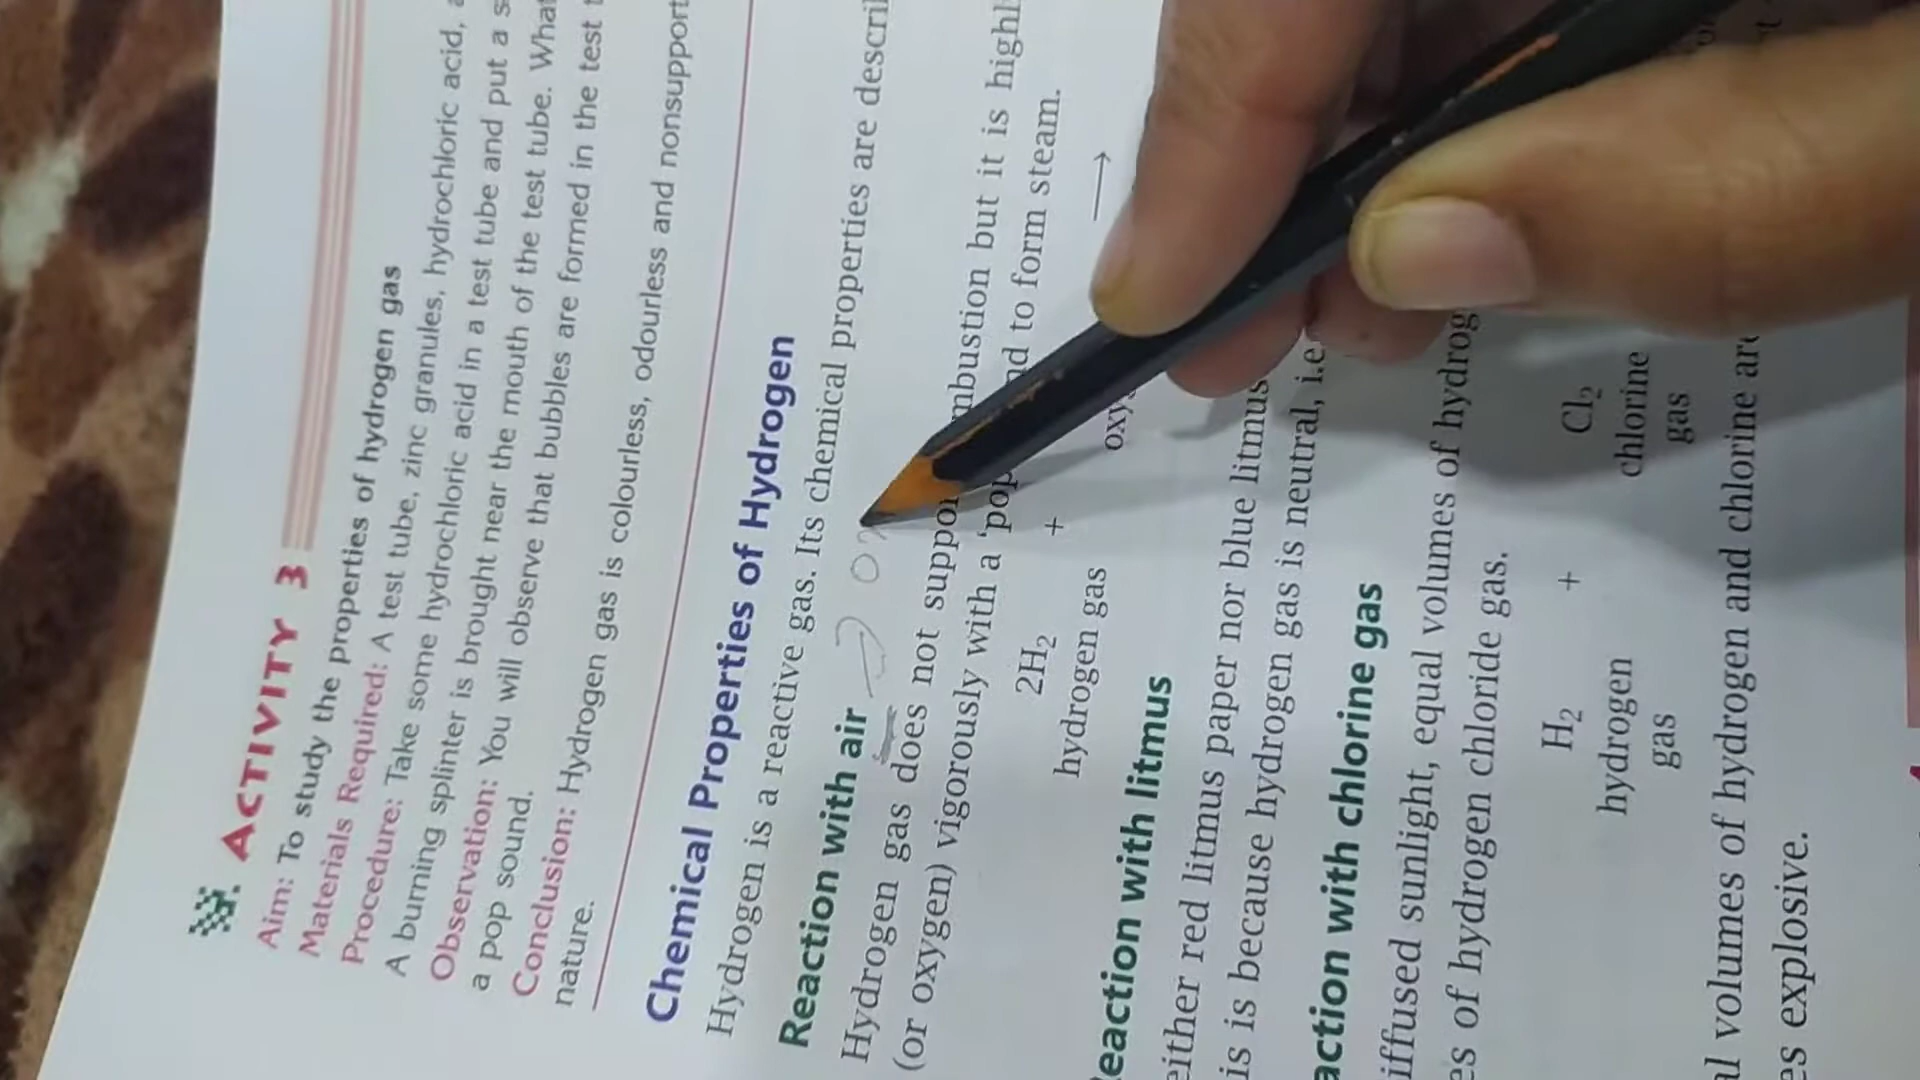 ACTIVITY 3
Aim: To study the properties of hydrogen gas
Materials Required: A test tube, zinc granules, hydrochloric acid,
Procedure: Take some hydrochloric acid in a test tube and put a
A burning splinter is brought near the mouth of the test tube. What
Observation: You will observe that bubbles are formed in the test
a pop sound.
Conclusion: Hydrogen gas is colourless, odourless and nonsupport
nature.
Chemical Properties of Hydrogen
Hydrogen is a reactive gas. Its chemical properties are descri
Reaction with air
Hydrogen gas does not suppor mbustion but it is highl
(or oxygen) vigorously with a 'pop nd to form steam.
2H₂ + →
hydrogen gas oxy
Reaction with litmus
either red litmus paper nor blue litmus
is is because hydrogen gas is neutral, i.e
action with chlorine gas
iffused sunlight, equal volumes of hydrog
es of hydrogen chloride gas.
H₂ + Cl₂
hydrogen chlorine
gas gas
al volumes of hydrogen and chlorine are
es explosive.